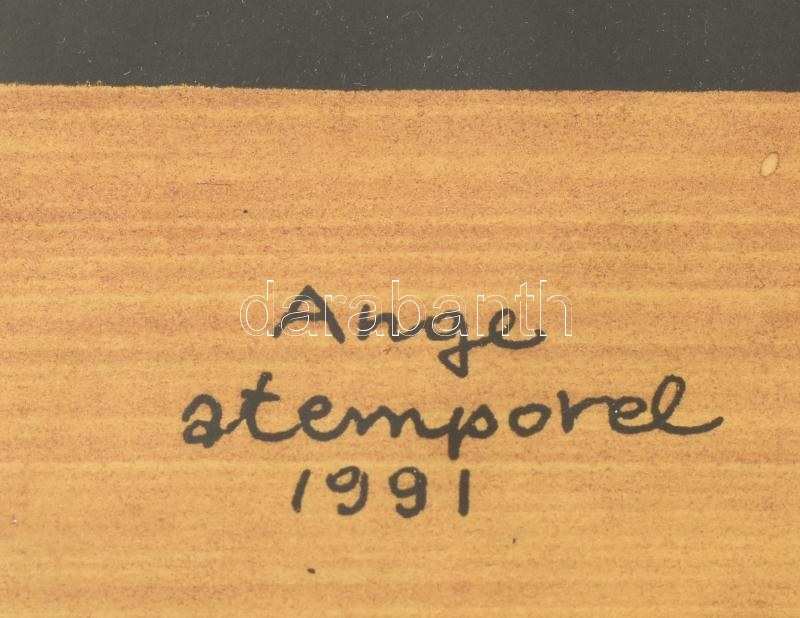 Ange
atemporel
1991
darabanth